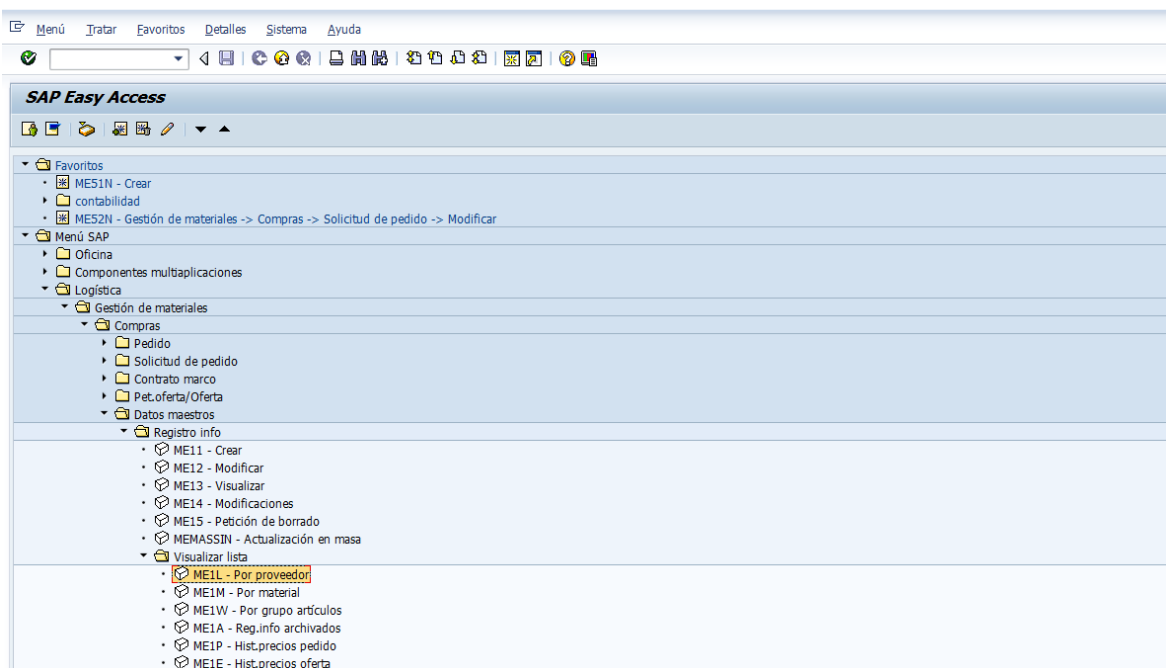 Menú Tratar Favoritos Detalles Sistema Ayuda
SAP Easy Access
Favoritos
ME51N - Crear
contabilidad
ME52N - Gestión de materiales -> Compras -> Solicitud de pedido -> Modificar
Menú SAP
Oficina
Componentes multiaplicaciones
Logística
Gestión de materiales
Compras
Pedido
Solicitud de pedido
Contrato marco
Pet.oferta/Oferta
Datos maestros
Registro info
ME11 - Crear
ME12 - Modificar
ME13 - Visualizar
ME14 - Modificaciones
ME15 - Petición de borrado
MEMASSIN - Actualización en masa
Visualizar lista
ME1L - Por proveedor
ME1M - Por material
ME1W - Por grupo artículos
ME1A - Reg.info archivados
ME1P - Hist.precios pedido
ME1E - Hist.precios oferta